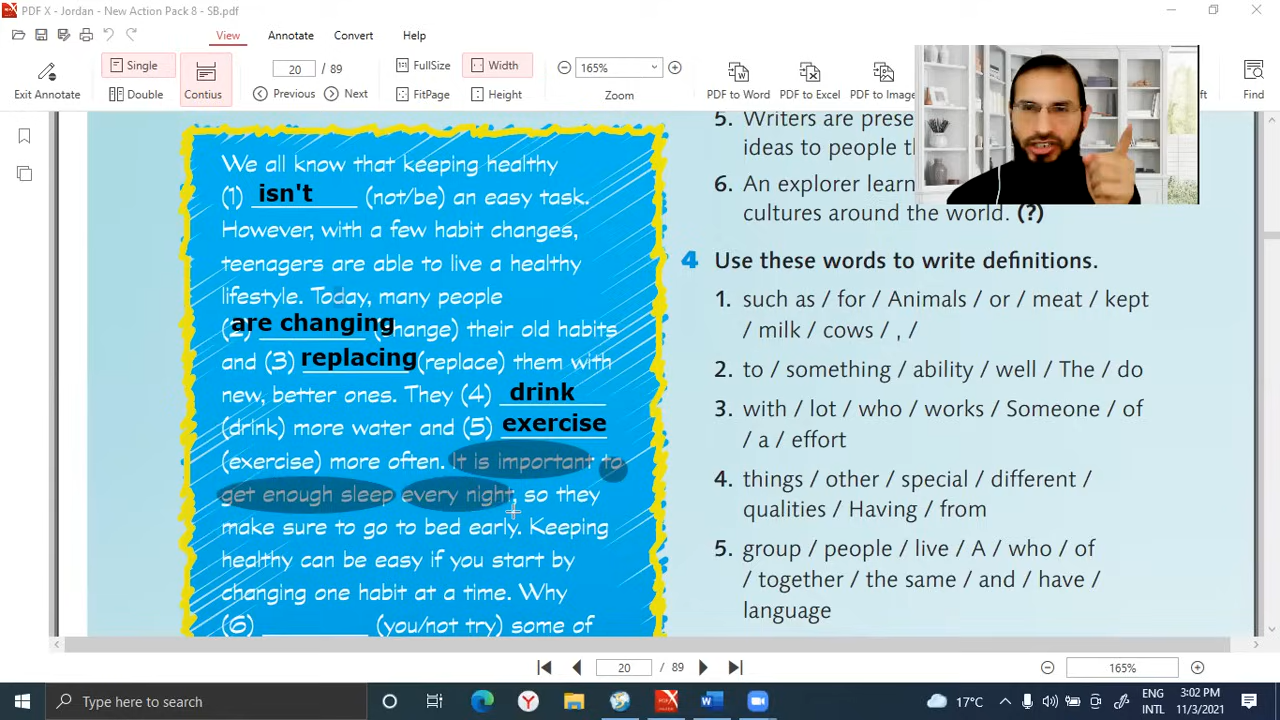 PDF X - Jordan - New Action Pack 8 - SB.pdf
View Annotate Convert Help
Exit Annotate
Single
Double
Contius
20 / 89
Previous Next
FullSize
FitPage
Width
Height
165%
Zoom
PDF to Word
PDF to Excel
PDF to Image
Find
We all know that keeping healthy
(1) isn't (not/be) an easy task.
However, with a few habit changes,
teenagers are able to live a healthy
lifestyle. Today, many people
(2) are changing (change) their old habits
and (3) replacing (replace) them with
new, better ones. They (4) drink
(drink) more water and (5) exercise
(exercise) more often. It is important to
get enough sleep every night, so they
make sure to go to bed early. Keeping
healthy can be easy if you start by
changing one habit at a time. Why
(6) __________ (you/not try) some of
5. Writers are
ideas to people
6. An explorer
cultures around the world. (?)
4 Use these words to write definitions.
1. such as / for / Animals / or / meat / kept
/ milk / cows / , /
2. to / something / ability / well / The / do
3. with / lot / who / works / Someone / of
/ a / effort
4. things / other / special / different /
qualities / Having / from
5. group / people / live / A / who / of
/ together / the same / and / have /
language
20 / 89
165%
Type here to search
17°C
ENG
INTL
3:02 PM
11/3/2021